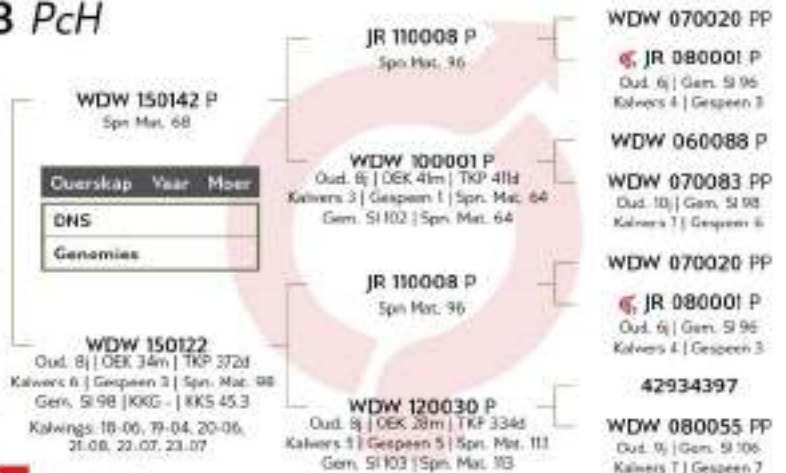 PcH
WDW 150142 P
Spn Mat. 68
Ouerskap Vaar Moer
DNS
Genomies
WDW 150122
Oud. 8j | OEK 34m | TKP 372d
Kalwers 6 | Gespeen 3 | Spn. Mat. 98
Gem. SI 98 | KKG - | KKS 45.3
Kalwings: 18-06, 19-04, 20-06,
21-08, 22-07, 23-07
JR 110008 P
Spn Mat. 96
WDW 100001 P
Oud. 8j | OEK 41m | TKP 411d
Kalwers 3 | Gespeen 1 | Spn. Mat. 64
Gem. SI 102 | Spn. Mat. 64
JR 110008 P
Spn Mat. 96
WDW 120030 P
Oud. 8j | OEK 28m | TKP 334d
Kalwers 5 | Gespeen 5 | Spn. Mat. 113
Gem. SI 103 | Spn. Mat. 113
WDW 070020 PP
JR 080001 P
Oud. 6j | Gem. SI 96
Kalwers 4 | Gespeen 3
WDW 060088 P
WDW 070083 PP
Oud. 10j | Gem. SI 98
Kalwers 7 | Gespeen 6
WDW 070020 PP
JR 080001 P
Oud. 6j | Gem. SI 96
Kalwers 4 | Gespeen 3
42934397
WDW 080055 PP
Oud. 9j | Gem. SI 106
Kalwers 7 | Gespeen 7